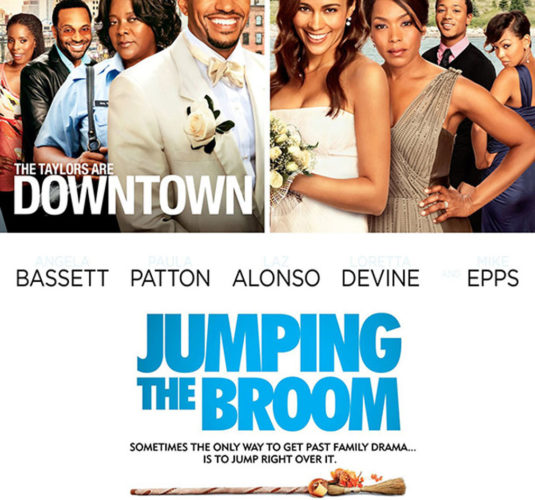 THE TAYLORS ARE
DOWNTOWN
ANGELA PAULA LAZ LORETTA MIKE
BASSETT PATTON ALONSO DEVINE AND EPPS
JUMPING
THE BROOM
SOMETIMES THE ONLY WAY TO GET PAST FAMILY DRAMA...
IS TO JUMP RIGHT OVER IT.